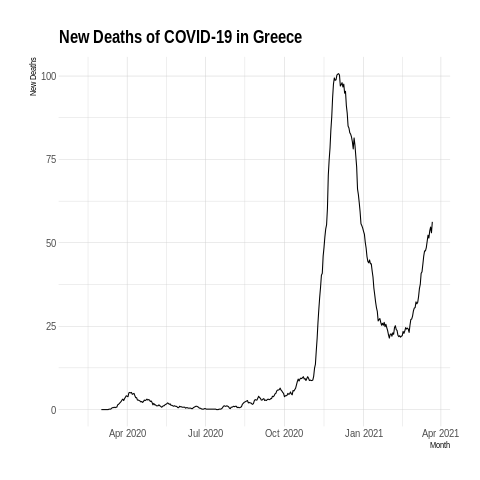 New Deaths of COVID-19 in Greece
New Deaths
100
75
50
25
0
Apr 2020 Jul 2020 Oct 2020 Jan 2021 Apr 2021
Month